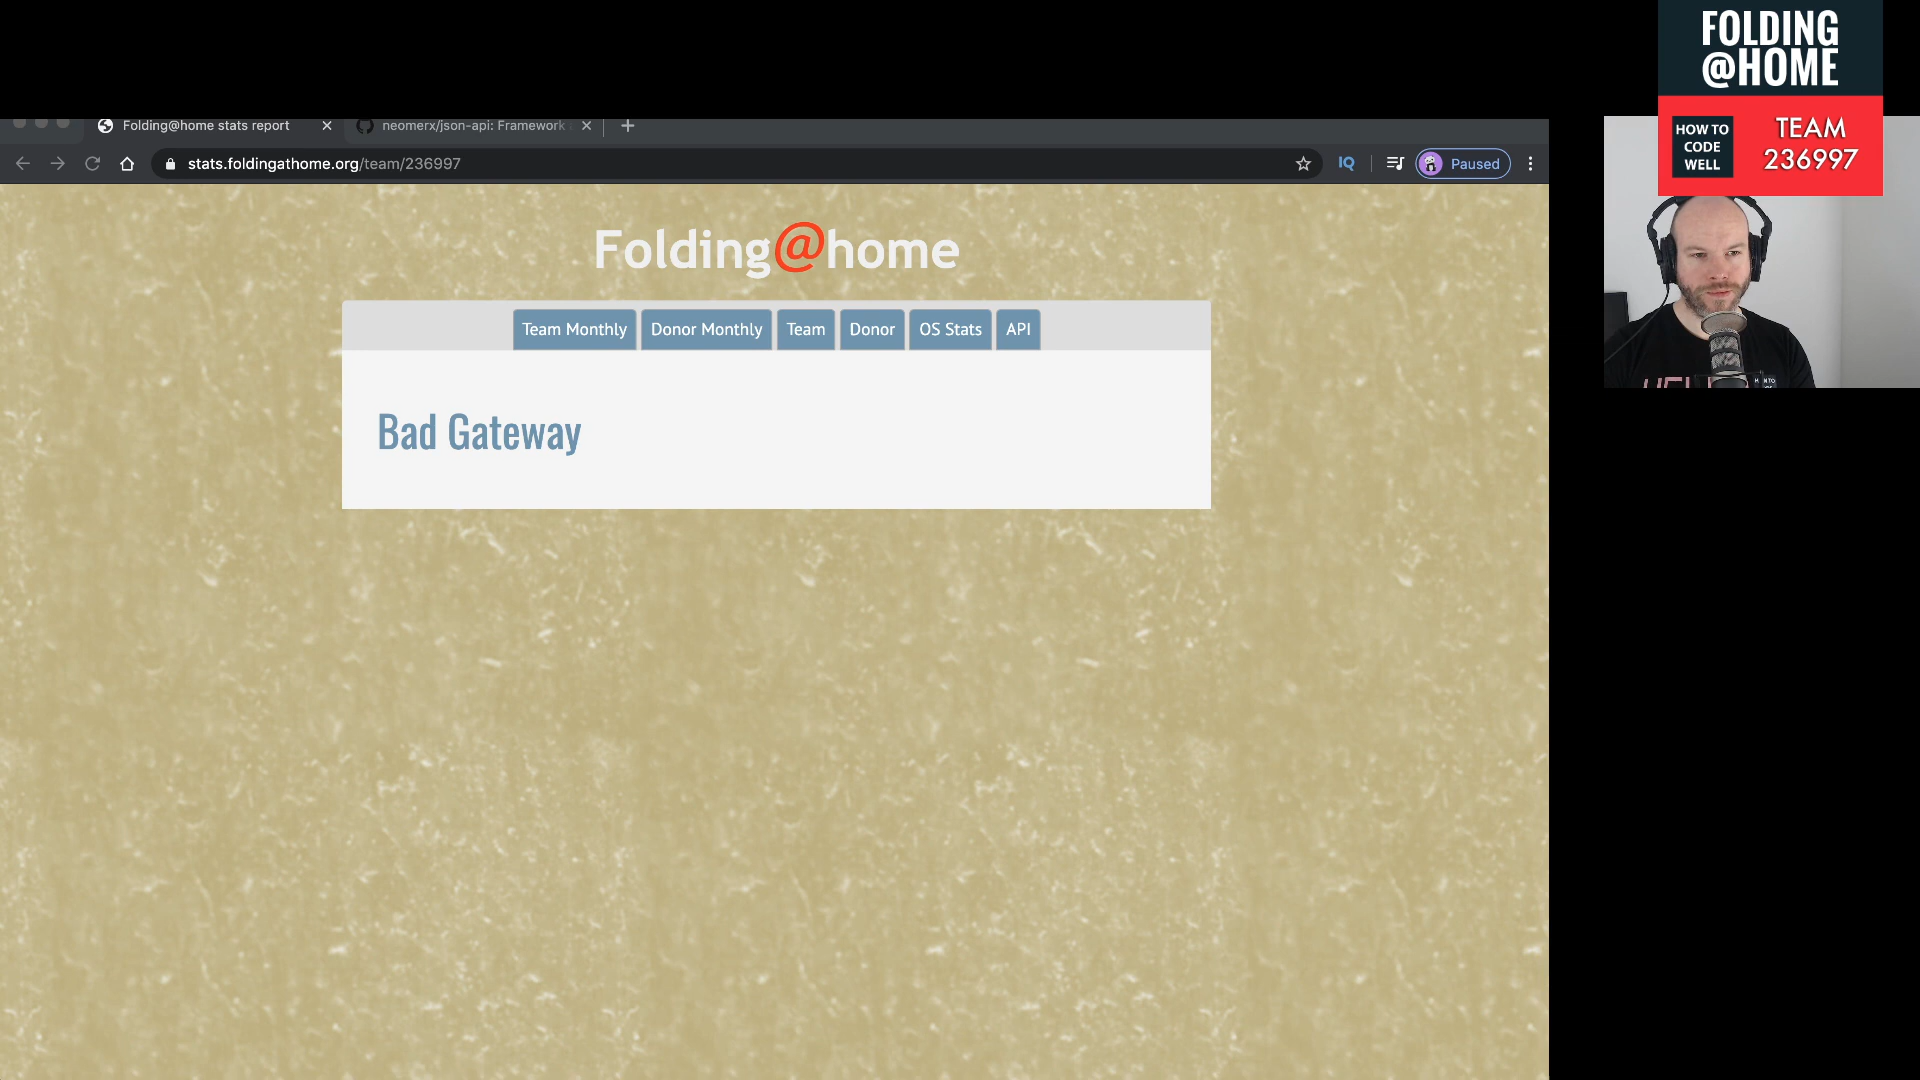 FOLDING
@HOME
HOW TO
CODE
WELL
TEAM
236997
Folding@home stats report
neomerx/json-api: Framework
stats.foldingathome.org/team/236997
IQ
Paused
Folding@home
Team Monthly
Donor Monthly
Team
Donor
OS Stats
API
Bad Gateway